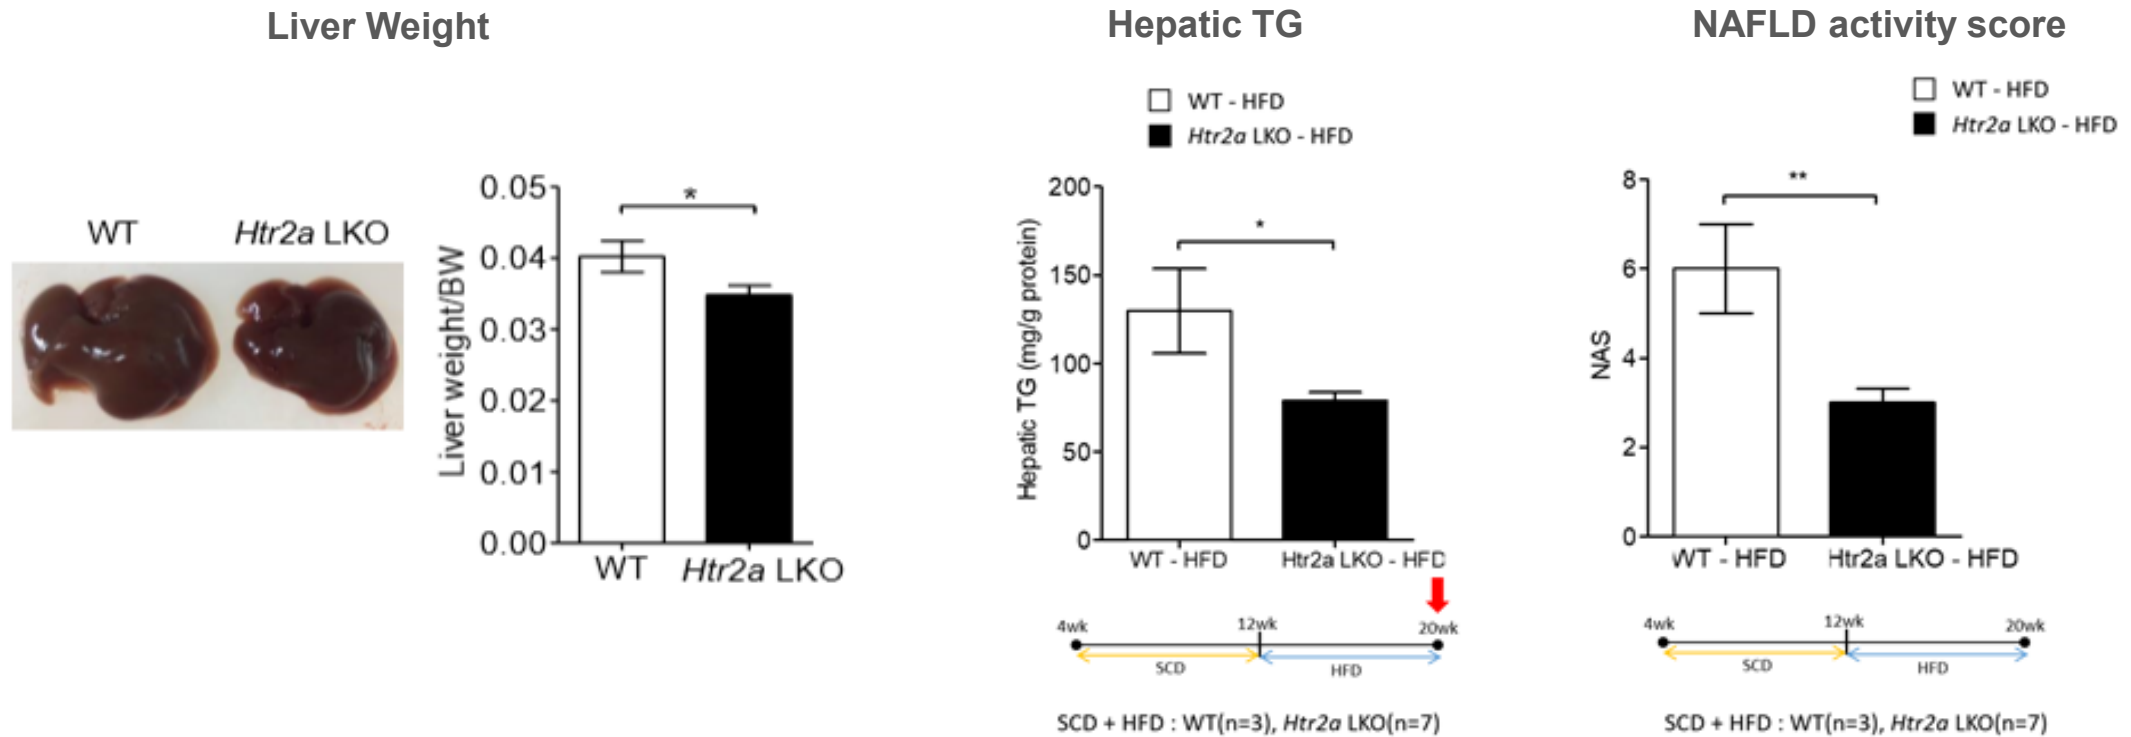 Liver Weight
WT
Htr2a LKO
Liver weight/BW
0.05
0.04
0.03
0.02
0.01
0.00
*
WT
Htr2a LKO
Hepatic TG
WT - HFD
Htr2a LKO - HFD
Hepatic TG (mg/g protein)
200
150
100
50
0
*
WT - HFD
Htr2a LKO - HFD
4wk
12wk
20wk
SCD
HFD
SCD + HFD : WT(n=3), Htr2a LKO(n=7)
NAFLD activity score
WT - HFD
Htr2a LKO - HFD
NAS
8
6
4
2
0
**
WT - HFD
Htr2a LKO - HFD
4wk
12wk
20wk
SCD
HFD
SCD + HFD : WT(n=3), Htr2a LKO(n=7)